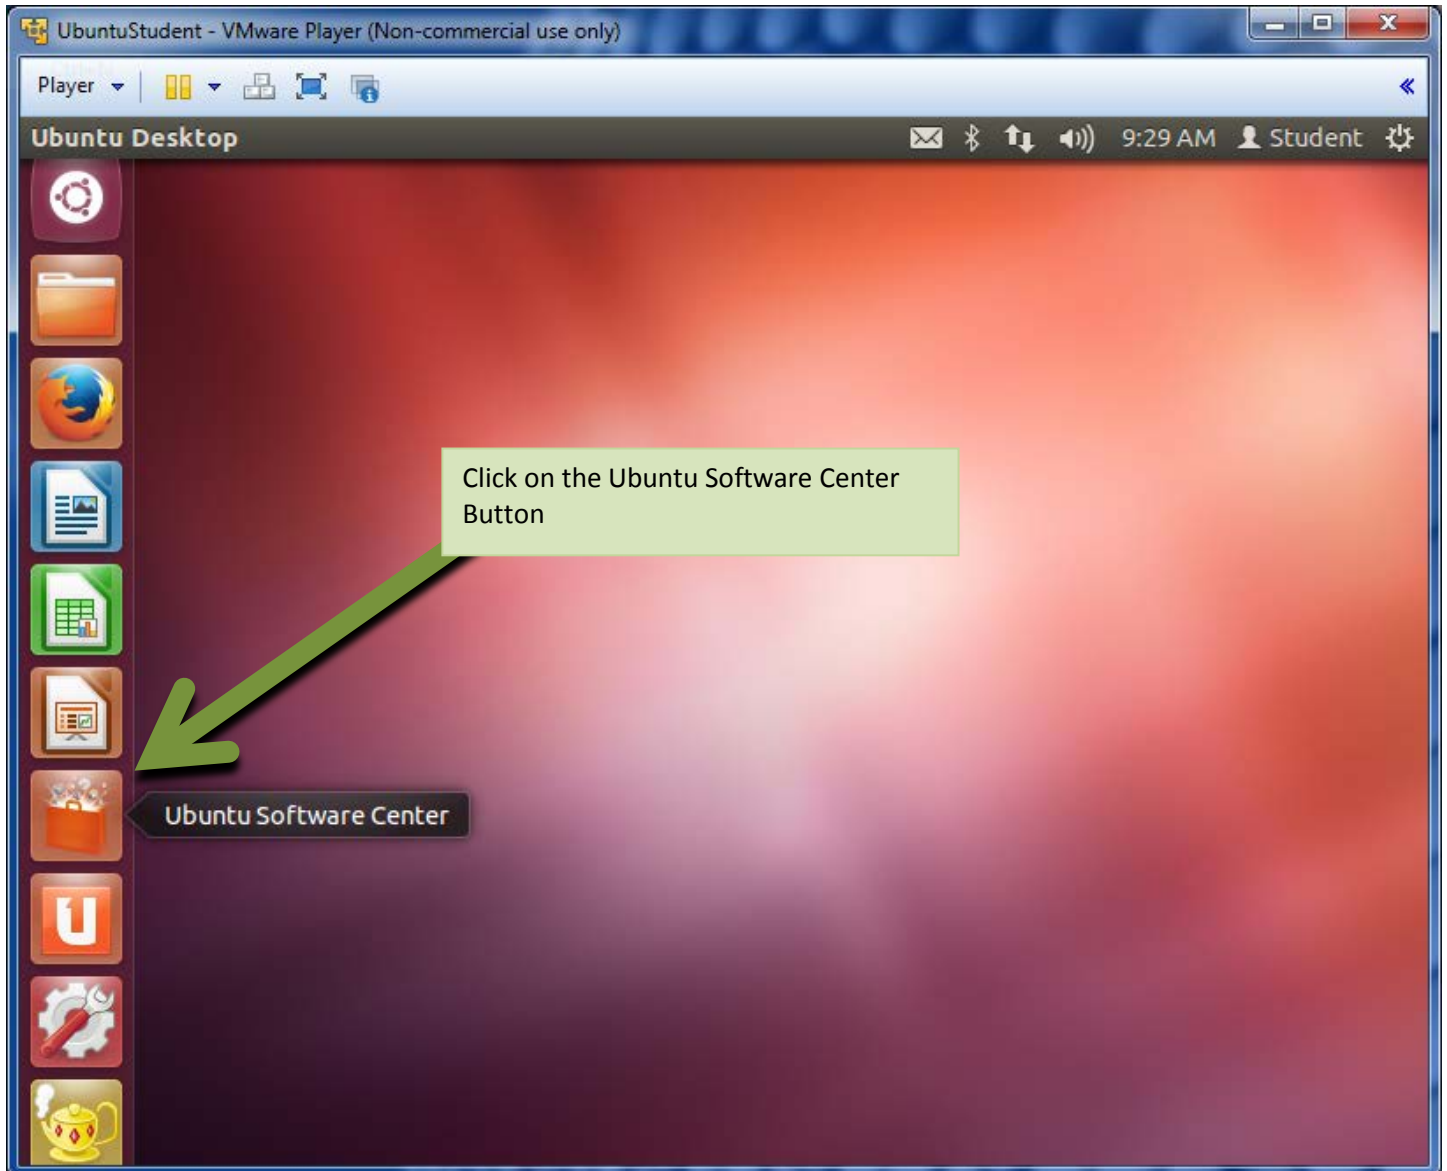 UbuntuStudent - VMware Player (Non-commercial use only)
Player
Ubuntu Desktop
9:29 AM
Student
Click on the Ubuntu Software Center
Button
Ubuntu Software Center